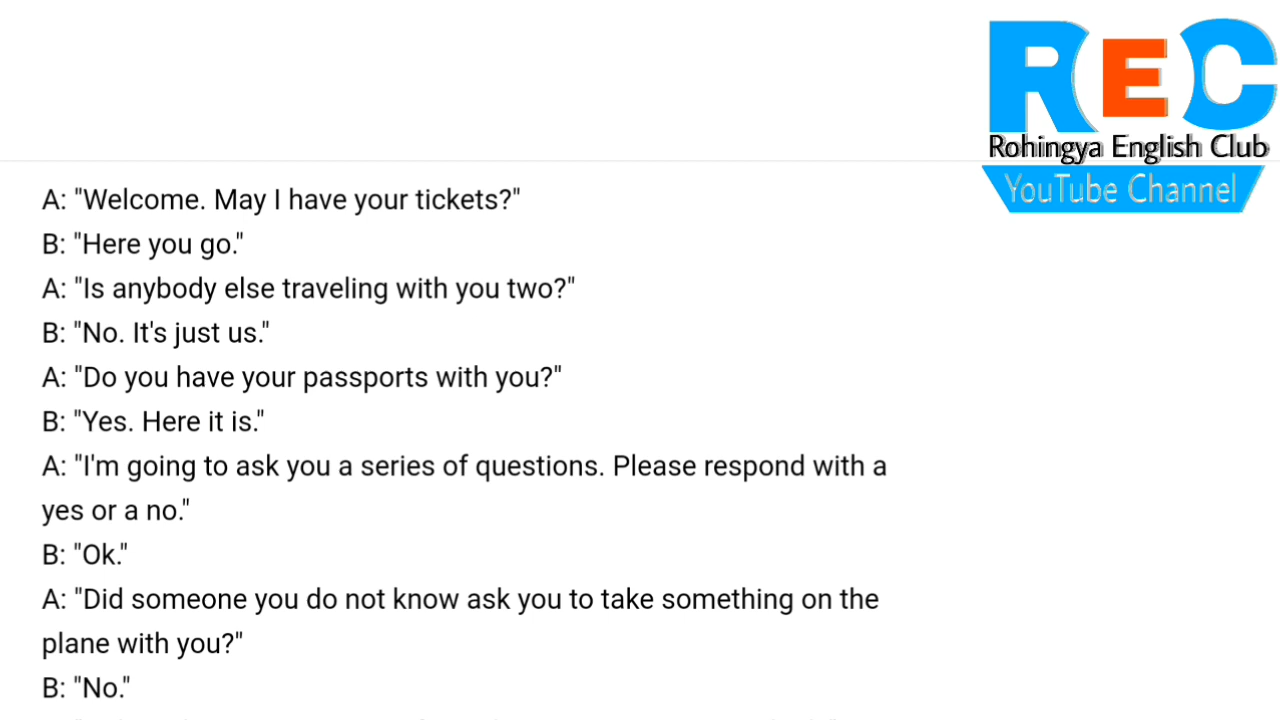 REC
Rohingya English Club
YouTube Channel
A: "Welcome. May I have your tickets?"
B: "Here you go."
A: "Is anybody else traveling with you two?"
B: "No. It's just us."
A: "Do you have your passports with you?"
B: "Yes. Here it is."
A: "I'm going to ask you a series of questions. Please respond with a
yes or a no."
B: "Ok."
A: "Did someone you do not know ask you to take something on the
plane with you?"
B: "No."